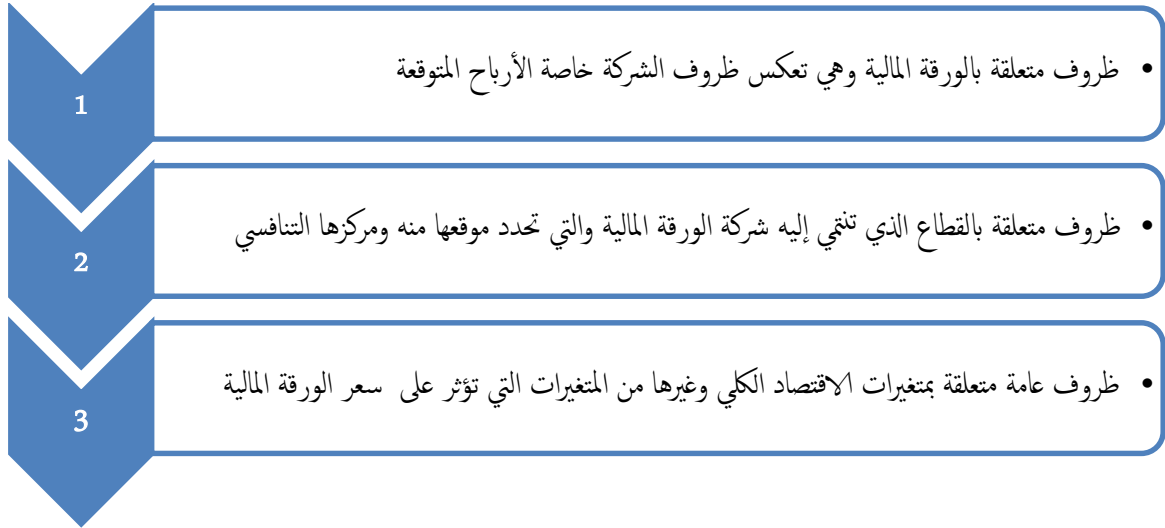 1
• ظروف متعلقة بالورقة المالية وهي تعكس ظروف الشركة خاصة الأرباح المتوقعة
2
• ظروف متعلقة بالقطاع الذي تنتمي إليه شركة الورقة المالية والتي تحدد موقعها منه ومركزها التنافسي
3
• ظروف عامة متعلقة بمتغيرات الاقتصاد الكلي وغيرها من المتغيرات التي تؤثر على سعر الورقة المالية